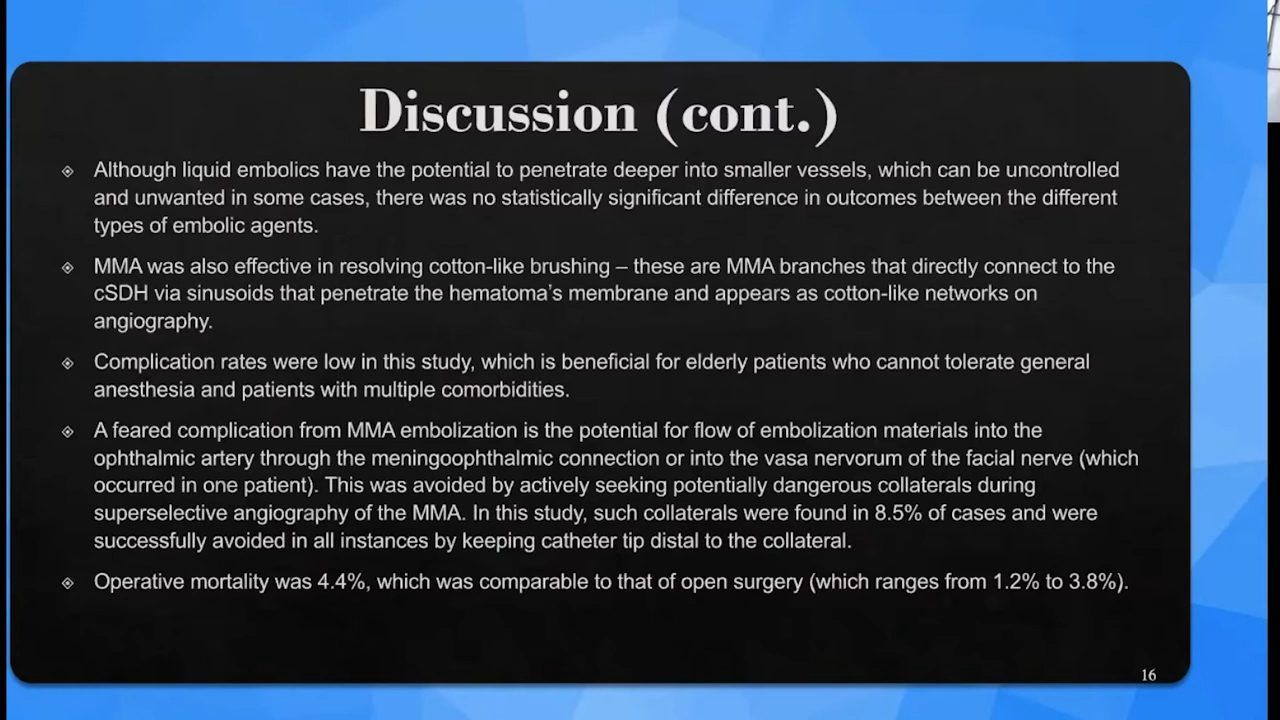 Discussion (cont.)
Although liquid embolics have the potential to penetrate deeper into smaller vessels, which can be uncontrolled
and unwanted in some cases, there was no statistically significant difference in outcomes between the different
types of embolic agents.
MMA was also effective in resolving cotton-like brushing – these are MMA branches that directly connect to the
cSDH via sinusoids that penetrate the hematoma’s membrane and appears as cotton-like networks on
angiography.
Complication rates were low in this study, which is beneficial for elderly patients who cannot tolerate general
anesthesia and patients with multiple comorbidities.
A feared complication from MMA embolization is the potential for flow of embolization materials into the
ophthalmic artery through the meningoophthalmic connection or into the vasa nervorum of the facial nerve (which
occurred in one patient). This was avoided by actively seeking potentially dangerous collaterals during
superselective angiography of the MMA. In this study, such collaterals were found in 8.5% of cases and were
successfully avoided in all instances by keeping catheter tip distal to the collateral.
Operative mortality was 4.4%, which was comparable to that of open surgery (which ranges from 1.2% to 3.8%).
16